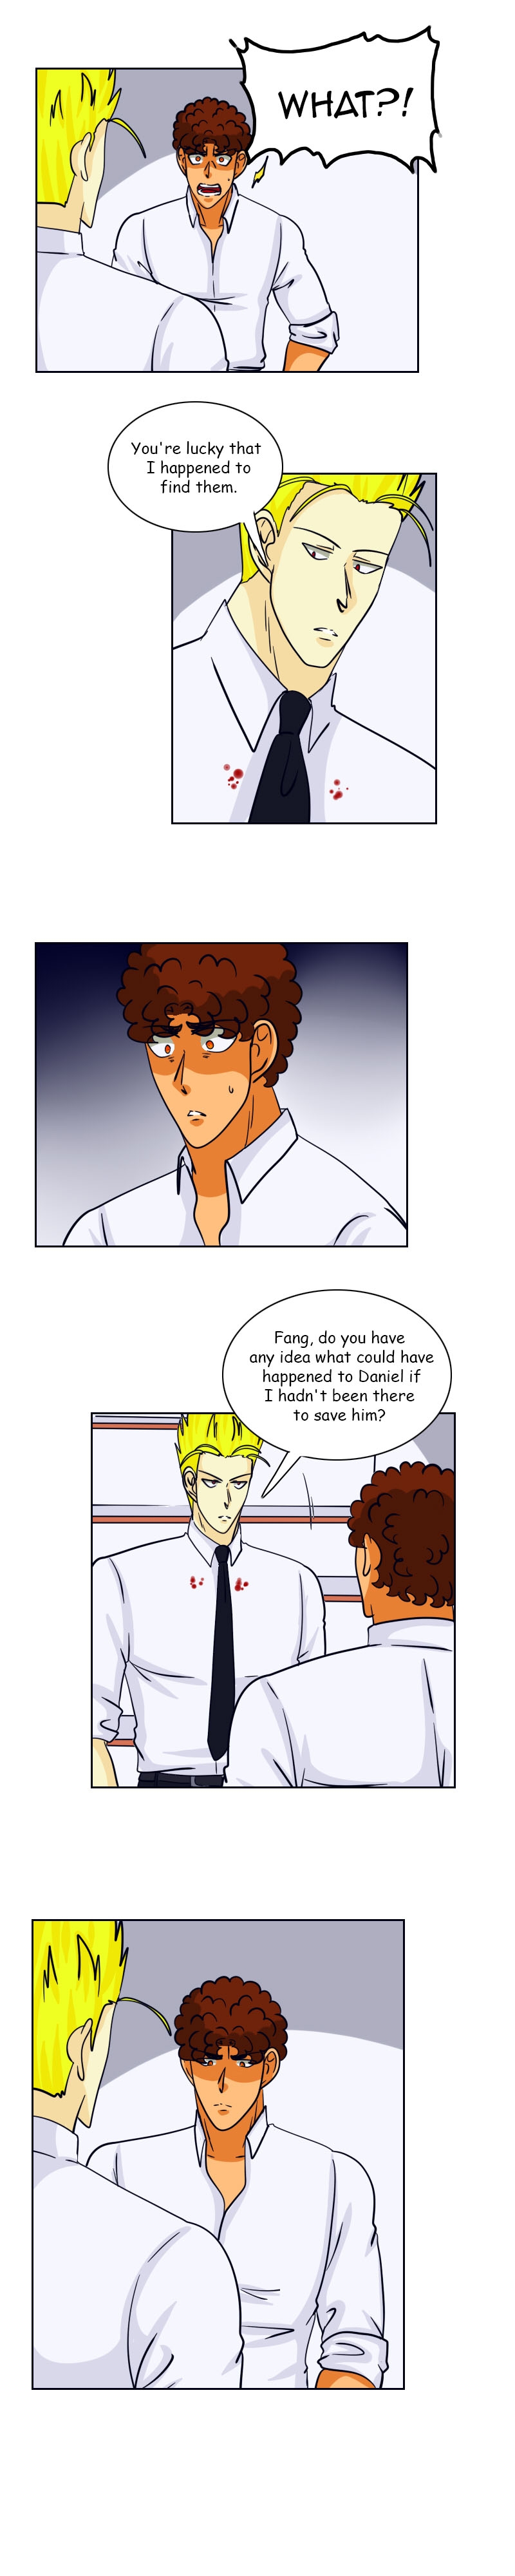 WHAT?!
You're lucky that
I happened to
find them.
Fang, do you have
any idea what could have
happened to Daniel if
I hadn't been there
to save him?